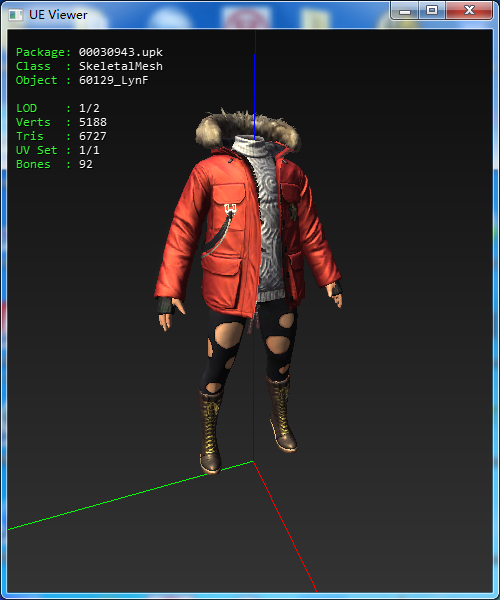 UE Viewer
Package: 00030943.upk
Class : SkeletalMesh
Object : 60129_LynF
LOD : 1/2
Verts : 5188
Tris : 6727
UV Set : 1/1
Bones : 92